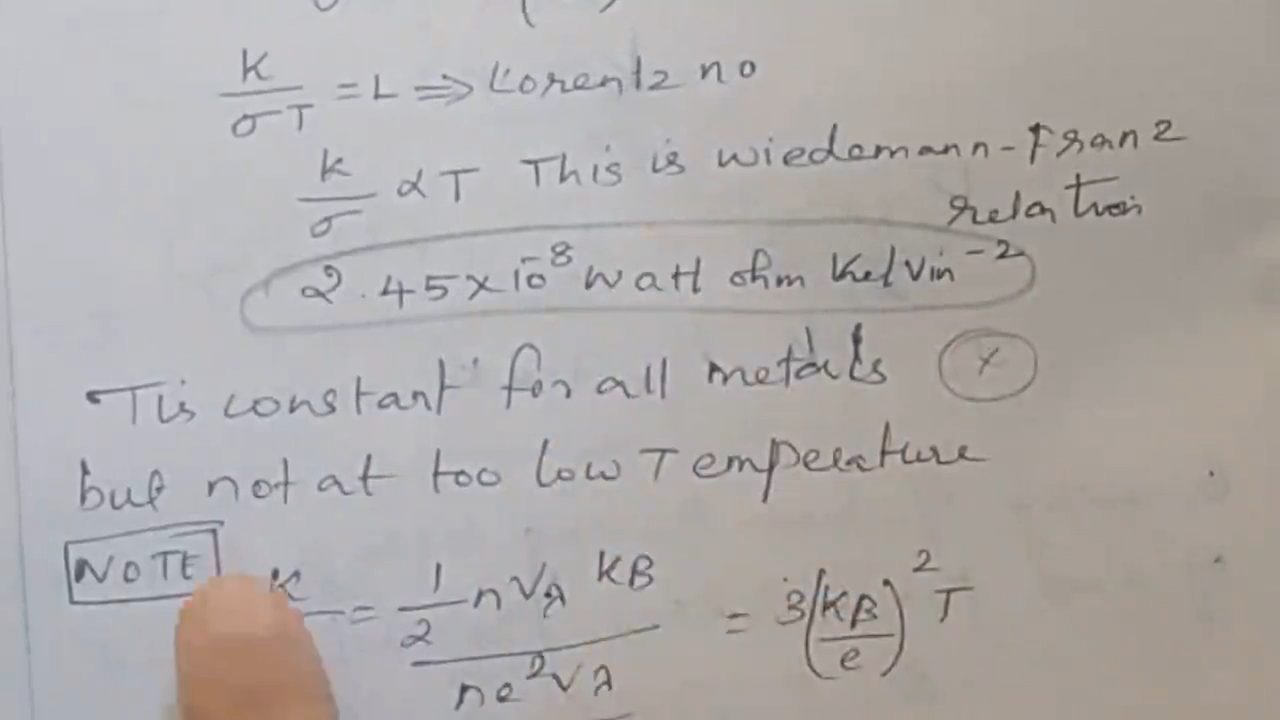 K/σT = L ⇒ Lorentz no
k/σ ∝ T This is wiedemann-Franz
relation
2.45×10⁻⁸ watt ohm Kelvin⁻²
Tis constant for all metals ×
but not at too low Temperature
NOTE K = 1/2 nvλ KB / ne²vλ = 3(KB/e)² T